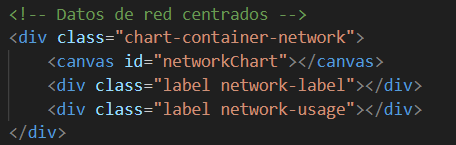 <!-- Datos de red centrados -->
<div class="chart-container-network">
    <canvas id="networkChart"></canvas>
    <div class="label network-label"></div>
    <div class="label network-usage"></div>
</div>